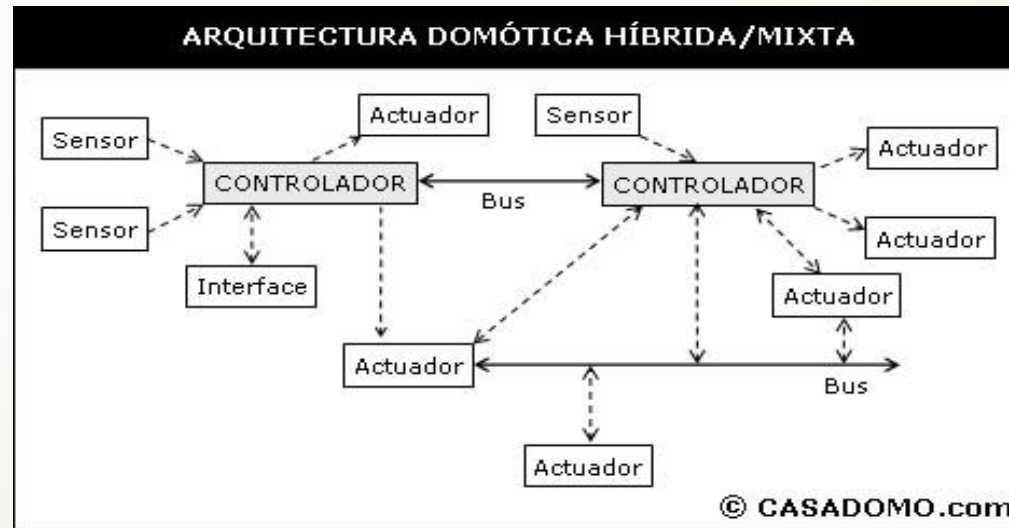 ARQUITECTURA DOMÓTICA HÍBRIDA/MIXTA
Sensor
Actuador
Sensor
Actuador
CONTROLADOR
Bus
CONTROLADOR
Sensor
Actuador
Interface
Actuador
Actuador
Bus
Actuador
© CASADOMO.com